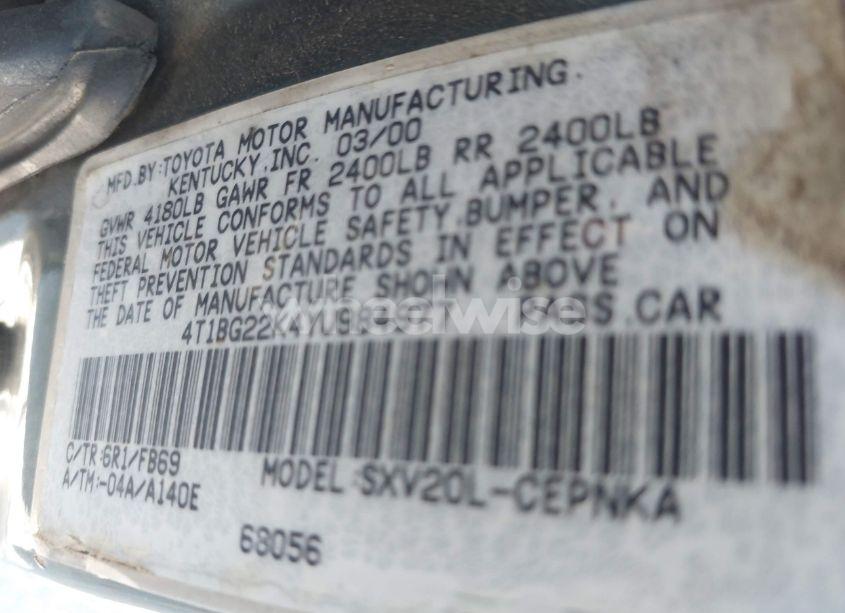 MFD.BY:TOYOTA MOTOR MANUFACTURING.
KENTUCKY,INC. 03/00
GVWR 4180LB GAWR FR 2400LB RR 2400LB
THIS VEHICLE CONFORMS TO ALL APPLICABLE
FEDERAL MOTOR VEHICLE SAFETY,BUMPER, AND
THEFT PREVENTION STANDARDS IN EFFECT ON
THE DATE OF MANUFACTURE SHOWN ABOVE
CAR
C/TR:6R1/FB69
A/TM:-04A/A140E
MODEL:SXV20L-CEPNKA
68056